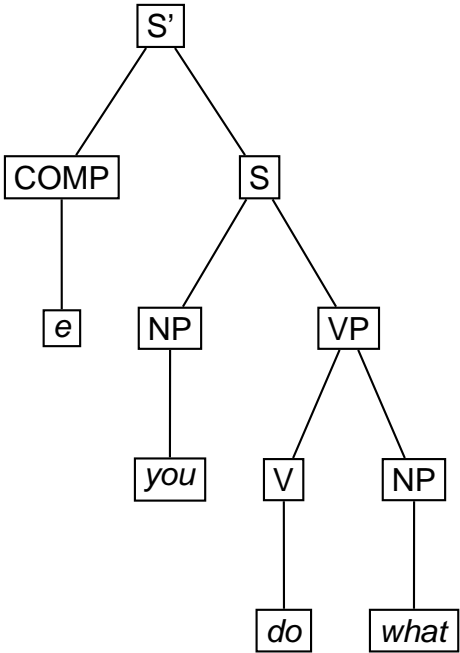 S’
COMP S
e NP VP
you V NP
do what